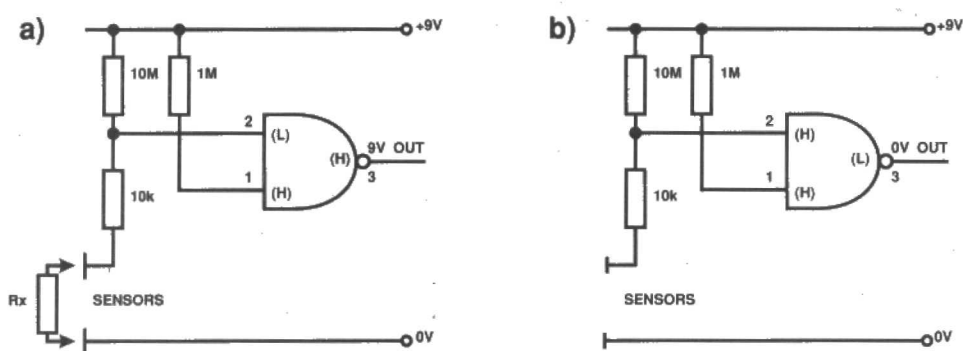 a)
+9V
10M
1M
2
(L)
9V OUT
(H)
1
3
(H)
10k
Rx
SENSORS
0V
b)
+9V
10M
1M
2
(H)
0V OUT
(L)
1
3
(H)
10k
SENSORS
0V